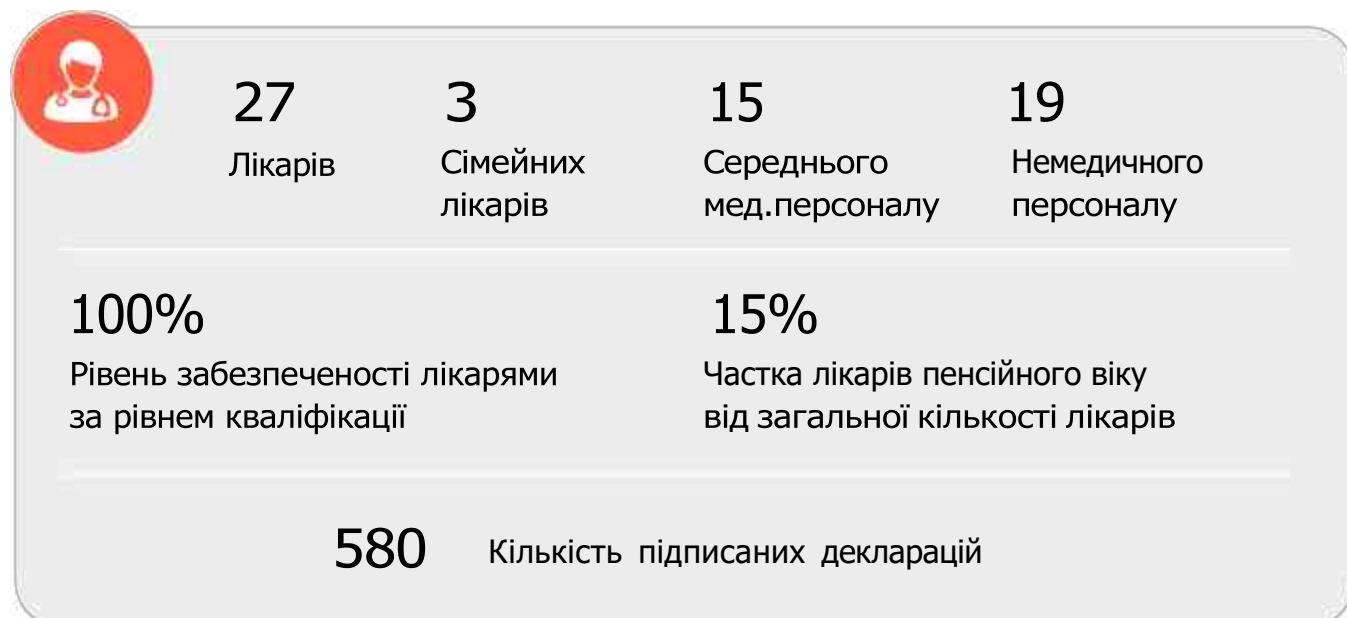 27 3 15 19
Лікарів Сімейних Середнього Немедичного
лікарів мед.персоналу персоналу
100% 15%
Рівень забезпеченості лікарями Частка лікарів пенсійного віку
за рівнем кваліфікації від загальної кількості лікарів
580 Кількість підписаних декларацій